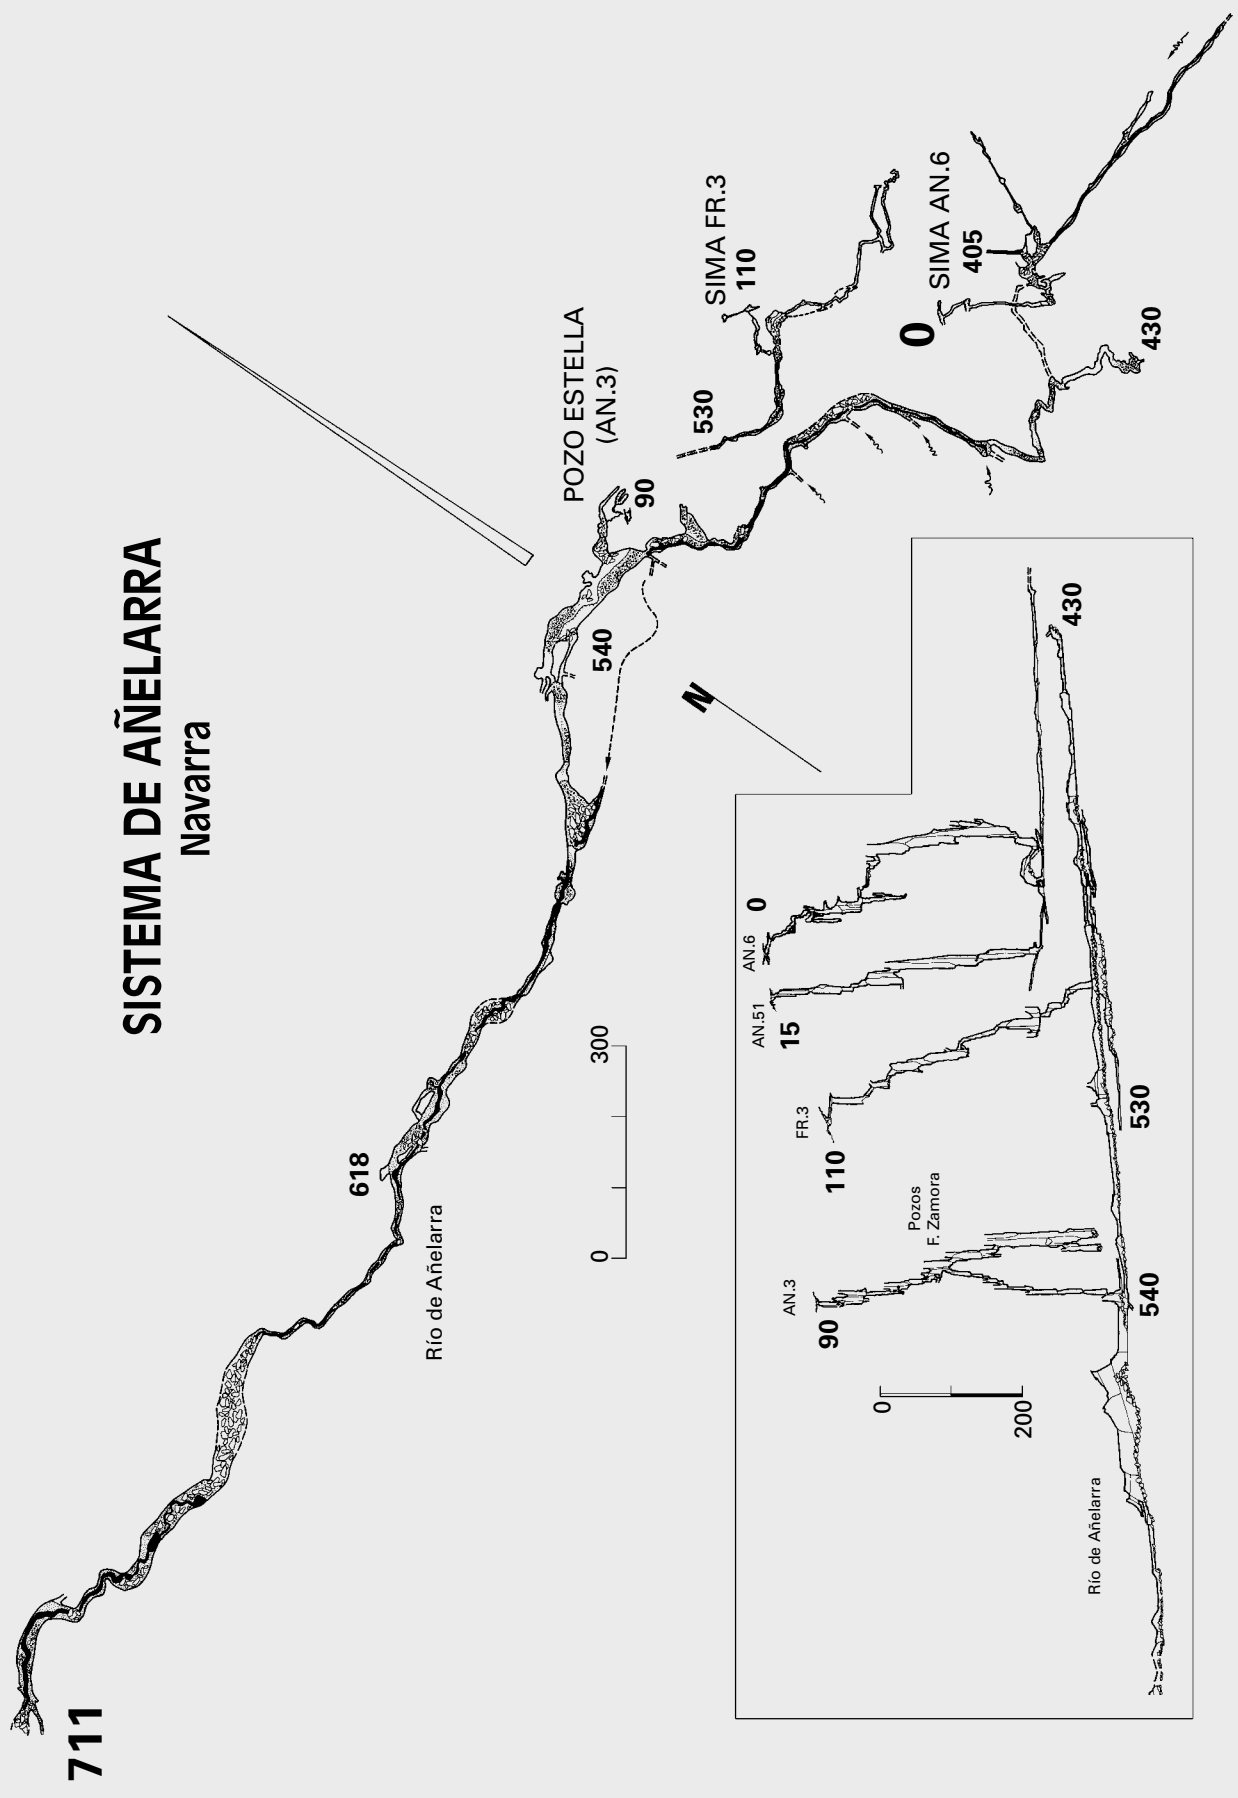 SISTEMA DE AÑELARRA
Navarra
711
618
Río de Añelarra
0
300
540
POZO ESTELLA
(AN.3)
90
530
SIMA FR.3
110
SIMA AN.6
405
0
430
N
AN.6
0
AN.51
15
FR.3
110
Pozos
F. Zamora
AN.3
90
0
200
430
530
540
Río de Añelarra